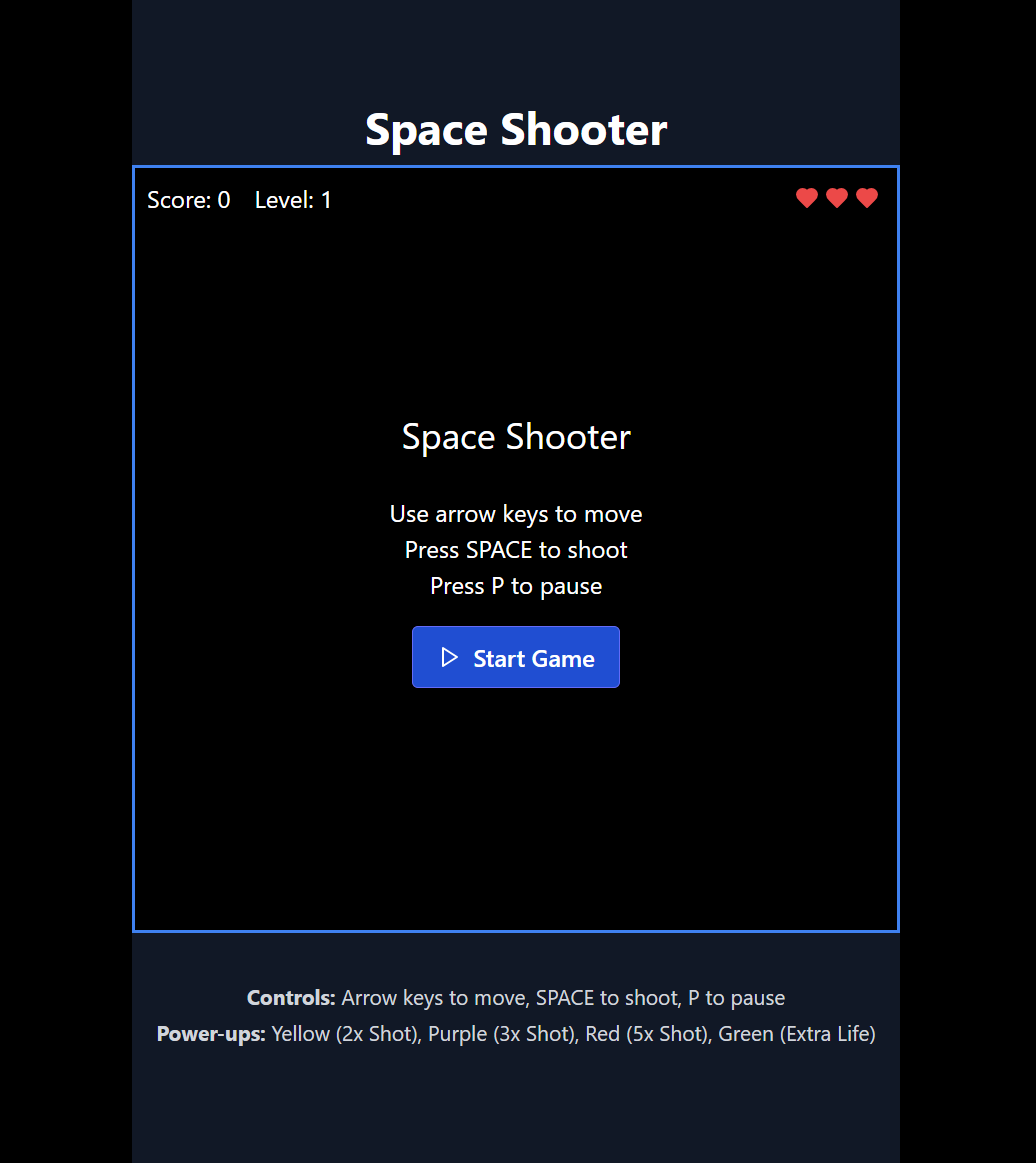 Space Shooter
Score: 0 Level: 1
Space Shooter
Use arrow keys to move
Press SPACE to shoot
Press P to pause
Start Game
Controls: Arrow keys to move, SPACE to shoot, P to pause
Power-ups: Yellow (2x Shot), Purple (3x Shot), Red (5x Shot), Green (Extra Life)